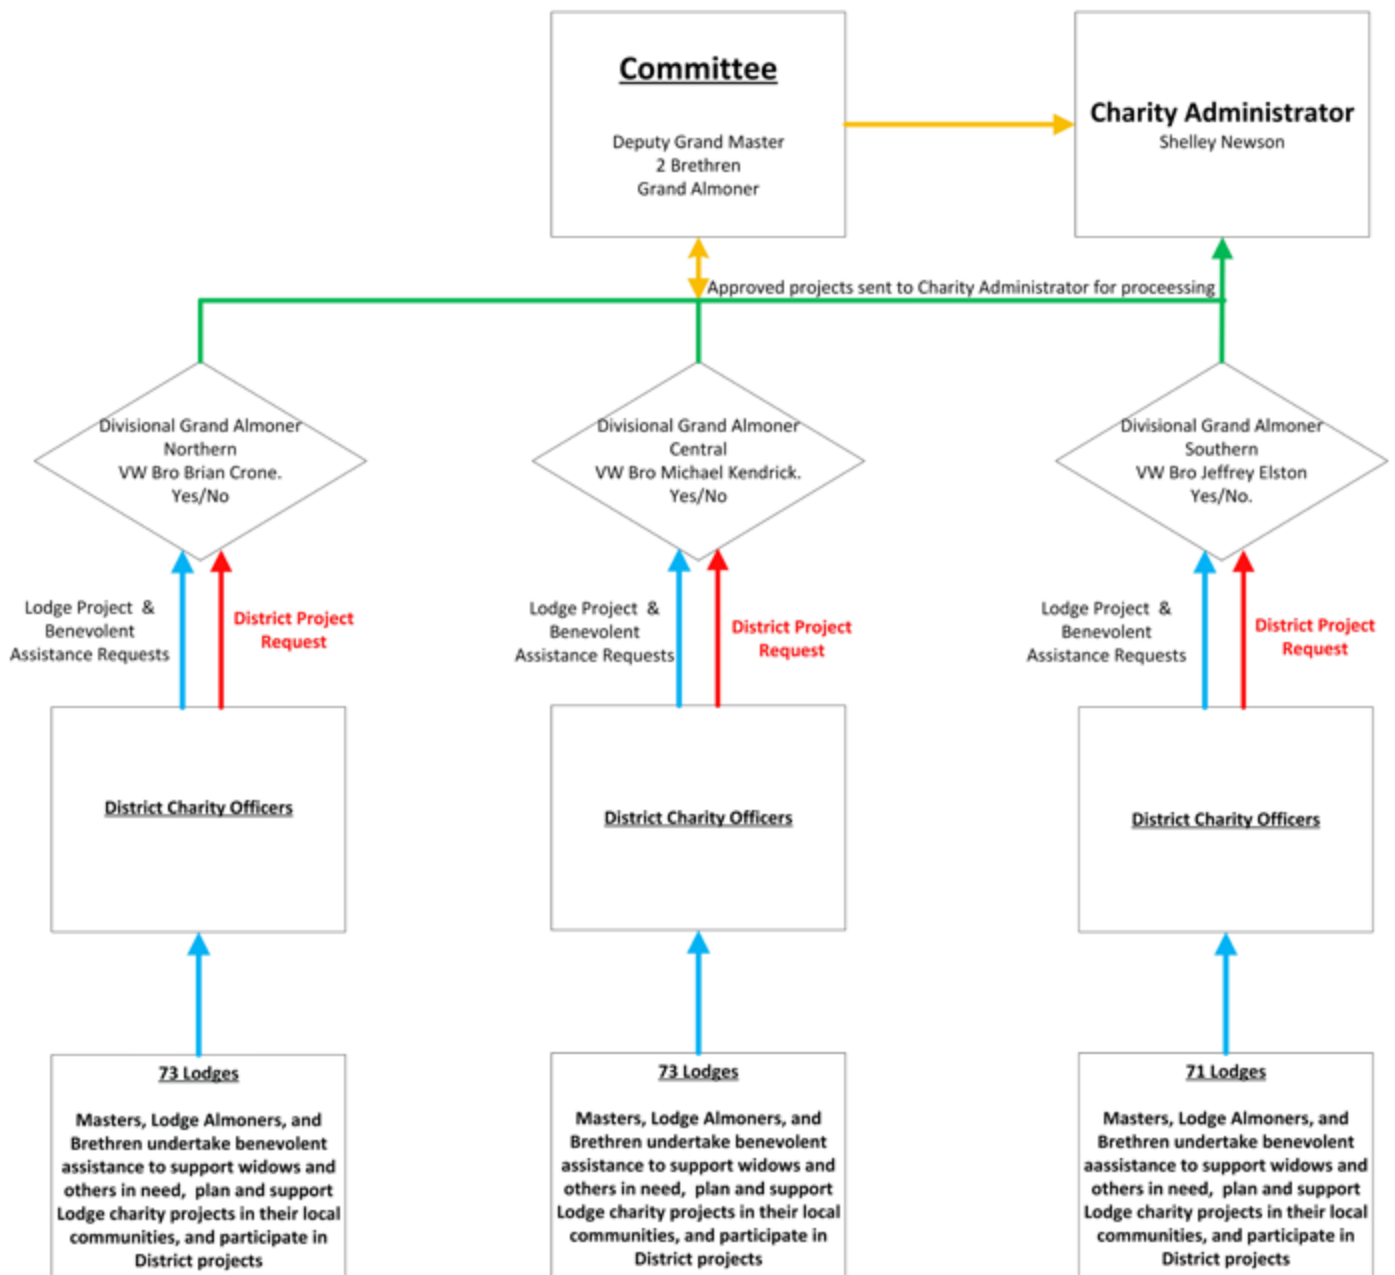 Committee
Deputy Grand Master
2 Brethren
Grand Almoner
Charity Administrator
Shelley Newson
Approved projects sent to Charity Administrator for proceessing
Divisional Grand Almoner
Northern
VW Bro Brian Crone.
Yes/No
Divisional Grand Almoner
Central
VW Bro Michael Kendrick.
Yes/No
Divisional Grand Almoner
Southern
VW Bro Jeffrey Elston
Yes/No.
Lodge Project &
Benevolent
Assistance Requests
District Project
Request
Lodge Project &
Benevolent
Assistance Requests
District Project
Request
Lodge Project &
Benevolent
Assistance Requests
District Project
Request
District Charity Officers
District Charity Officers
District Charity Officers
73 Lodges
Masters, Lodge Almoners, and
Brethren undertake benevolent
assistance to support widows and
others in need, plan and support
Lodge charity projects in their local
communities, and participate in
District projects
73 Lodges
Masters, Lodge Almoners, and
Brethren undertake benevolent
assistance to support widows and
others in need, plan and support
Lodge charity projects in their local
communities, and participate in
District projects
71 Lodges
Masters, Lodge Almoners, and
Brethren undertake benevolent
aassistance to support widows and
others in need, plan and support
Lodge charity projects in their local
communities, and participate in
District projects